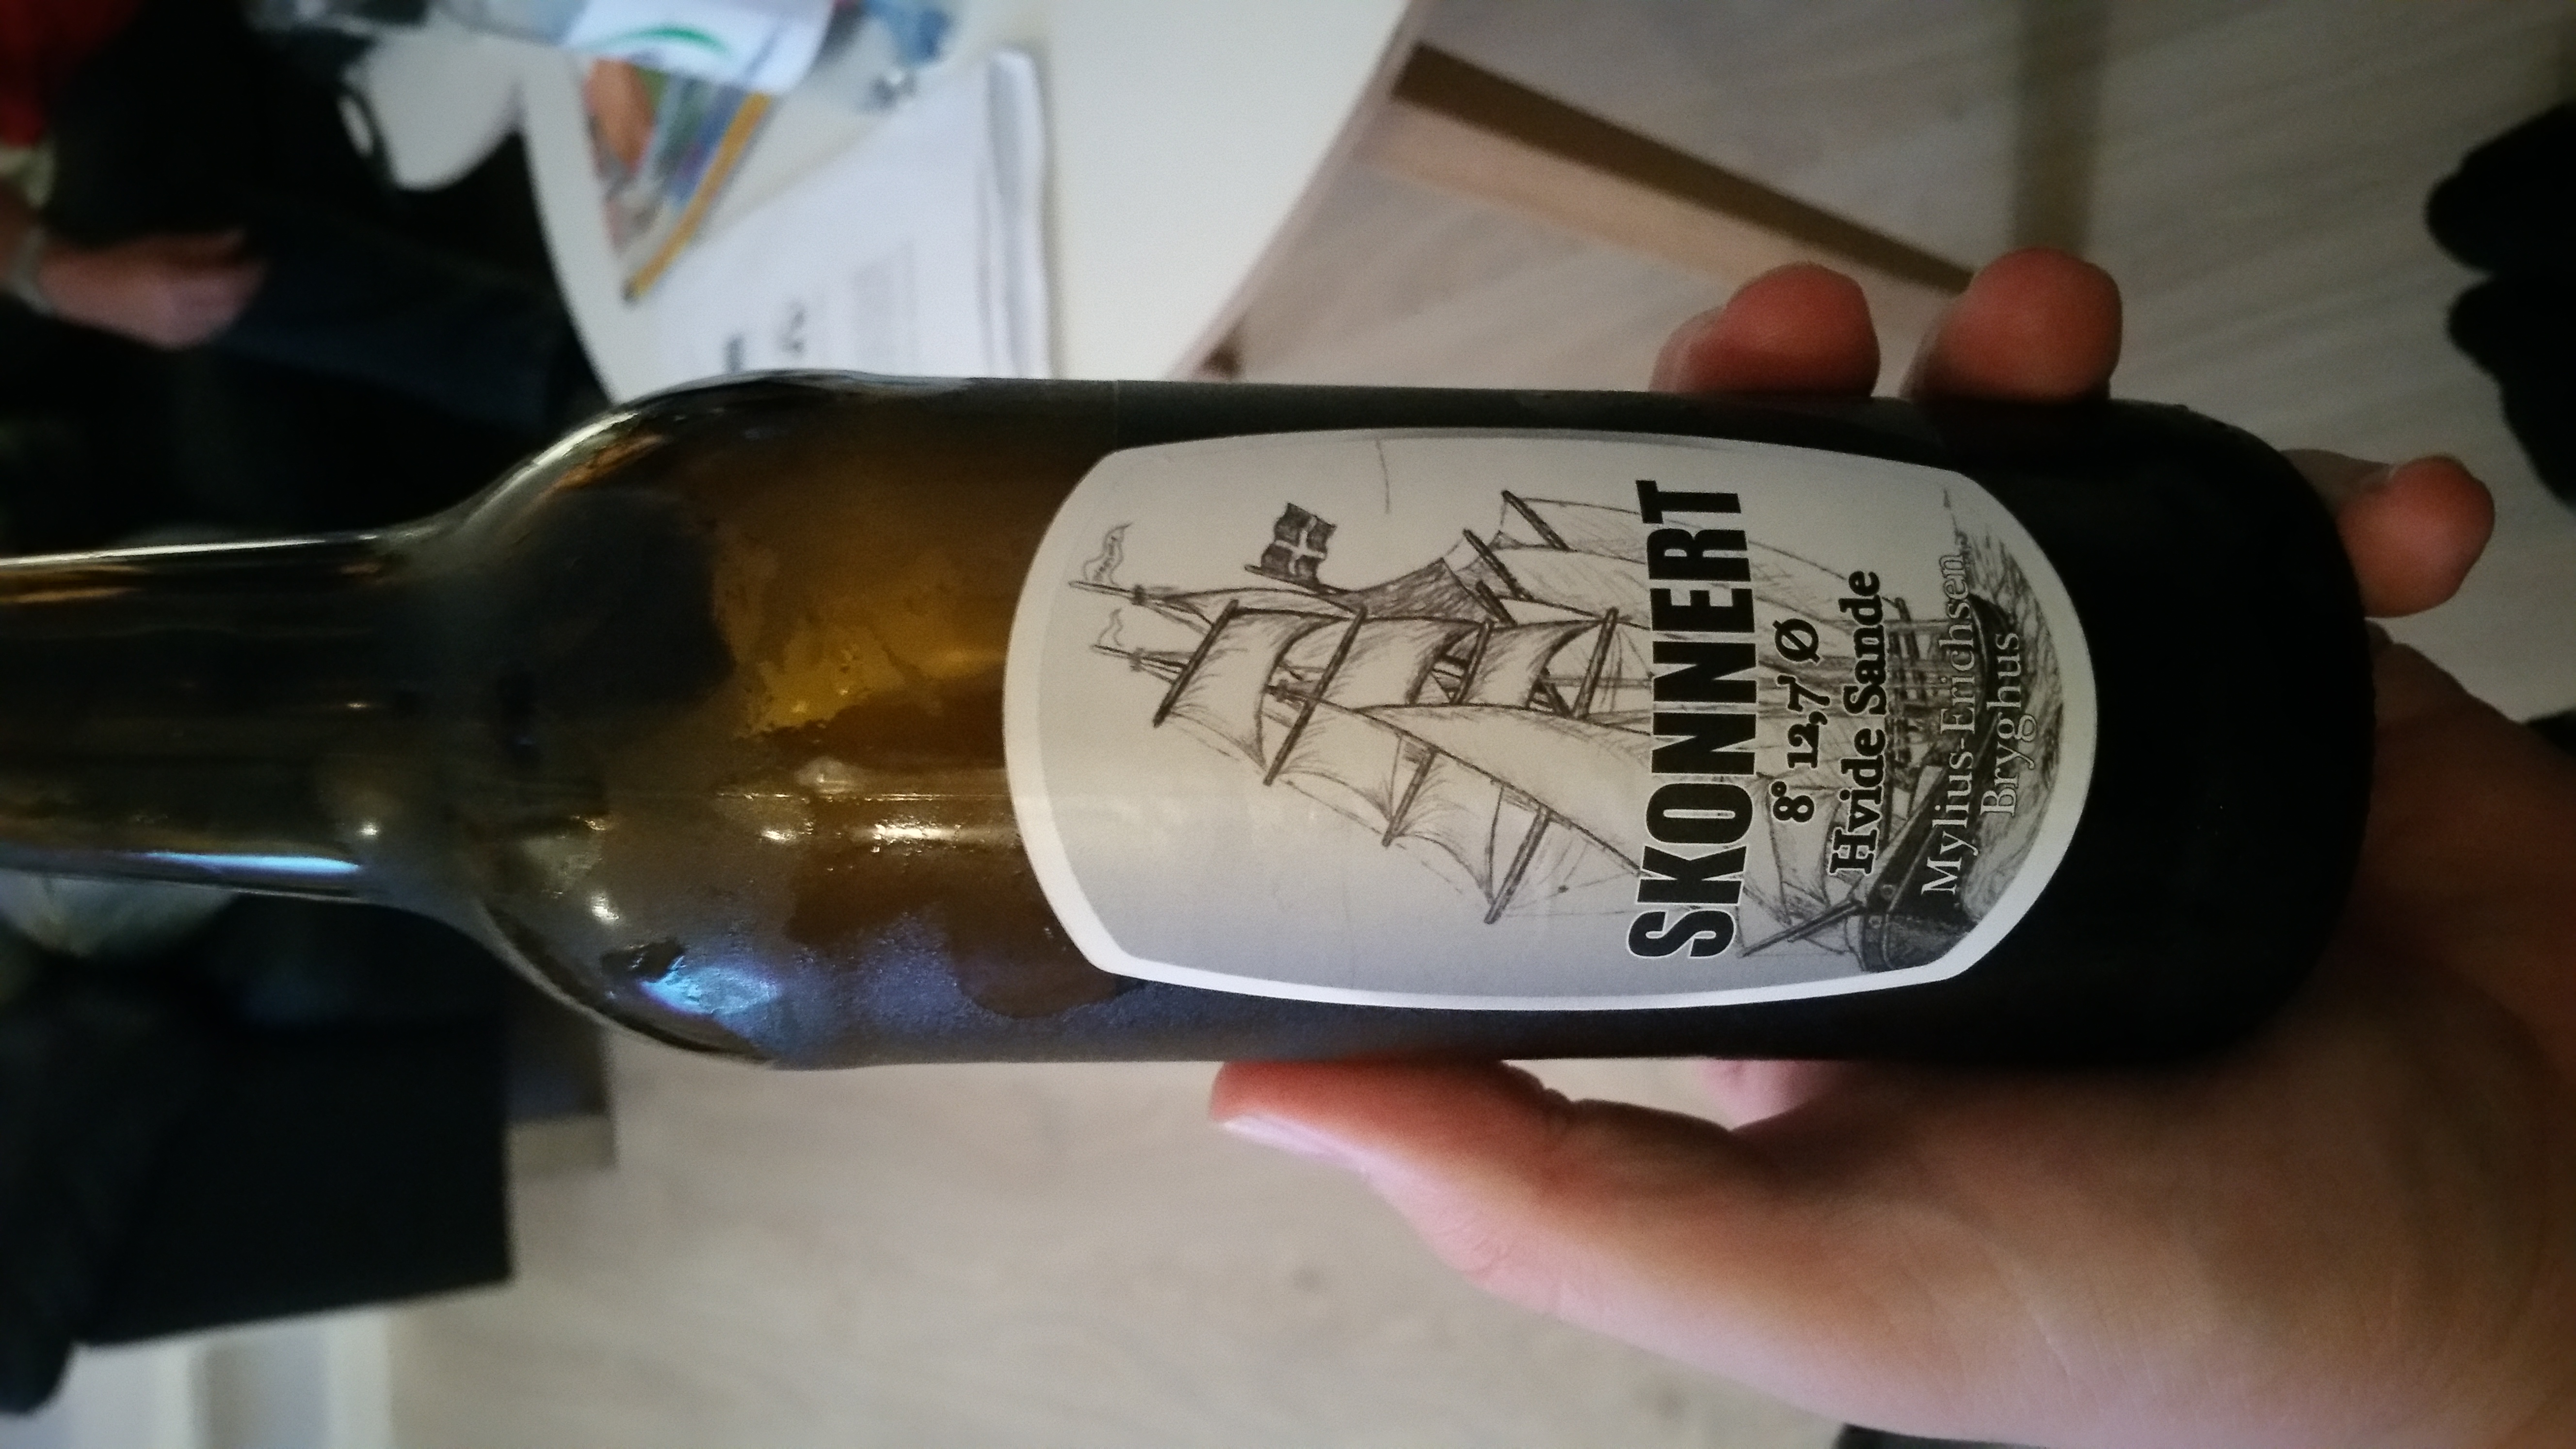 SKONNERT
8° 12,7' Ø
Hvide Sande
Mylius-Erichsen
Bryghus